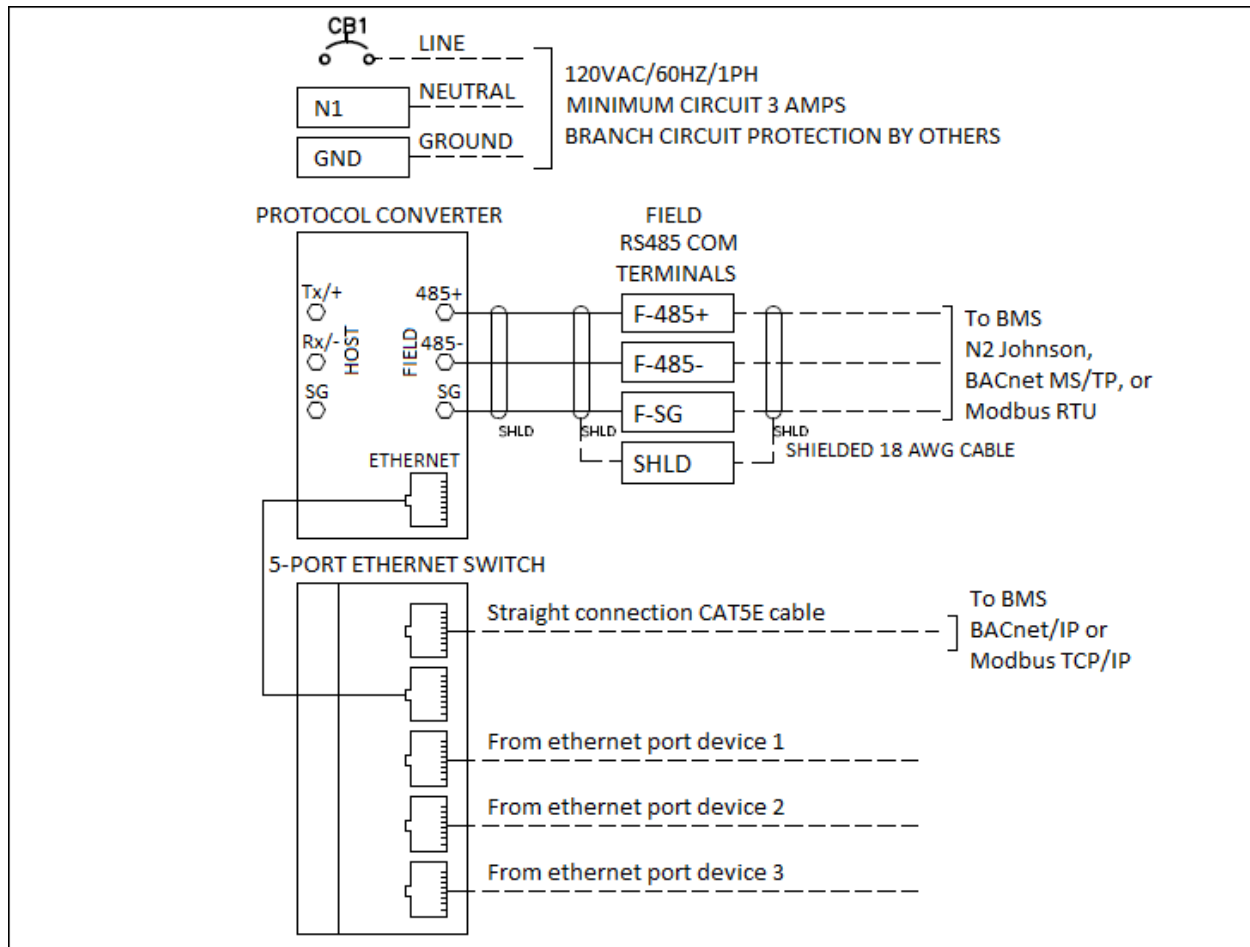 CB1
LINE
NEUTRAL
N1
GROUND
GND
120VAC/60HZ/1PH
MINIMUM CIRCUIT 3 AMPS
BRANCH CIRCUIT PROTECTION BY OTHERS
PROTOCOL CONVERTER
FIELD
RS485 COM
TERMINALS
Tx/+
485+
Rx/-
HOST
FIELD
485-
SG
SG
SHLD
SHLD
F-485+
F-485-
F-SG
SHLD
SHLD
SHIELDED 18 AWG CABLE
To BMS
N2 Johnson,
BACnet MS/TP, or
Modbus RTU
ETHERNET
5-PORT ETHERNET SWITCH
Straight connection CAT5E cable
To BMS
BACnet/IP or
Modbus TCP/IP
From ethernet port device 1
From ethernet port device 2
From ethernet port device 3